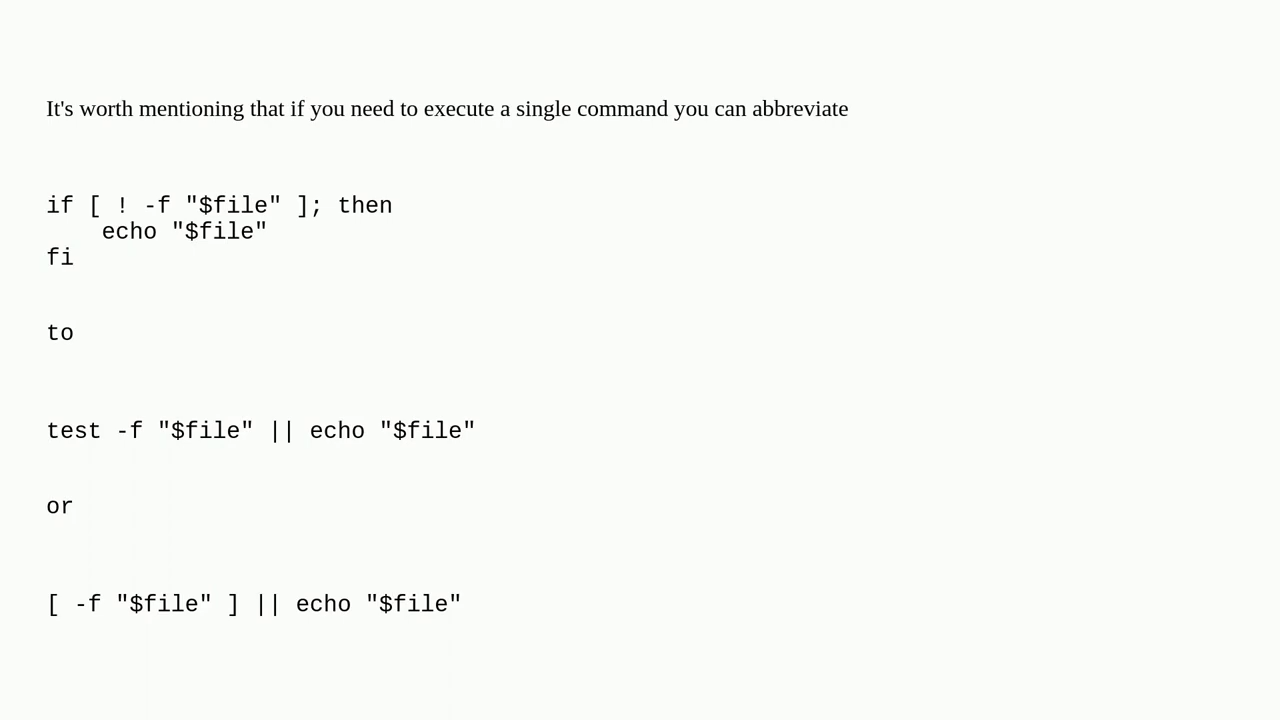 It's worth mentioning that if you need to execute a single command you can abbreviate
if [ ! -f "$file" ]; then
    echo "$file"
fi
to
test -f "$file" || echo "$file"
or
[ -f "$file" ] || echo "$file"